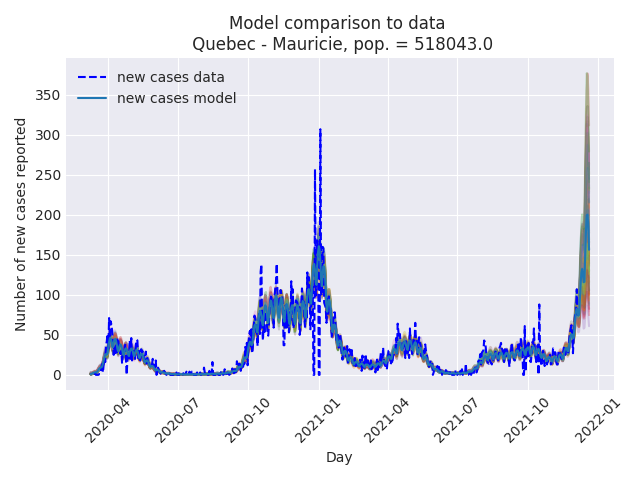 Model comparison to data
Quebec - Mauricie, pop. = 518043.0
new cases data
new cases model
Number of new cases reported
350
300
250
200
150
100
50
0
2020-04
2020-07
2020-10
2021-01
2021-04
2021-07
2021-10
2022-01
Day